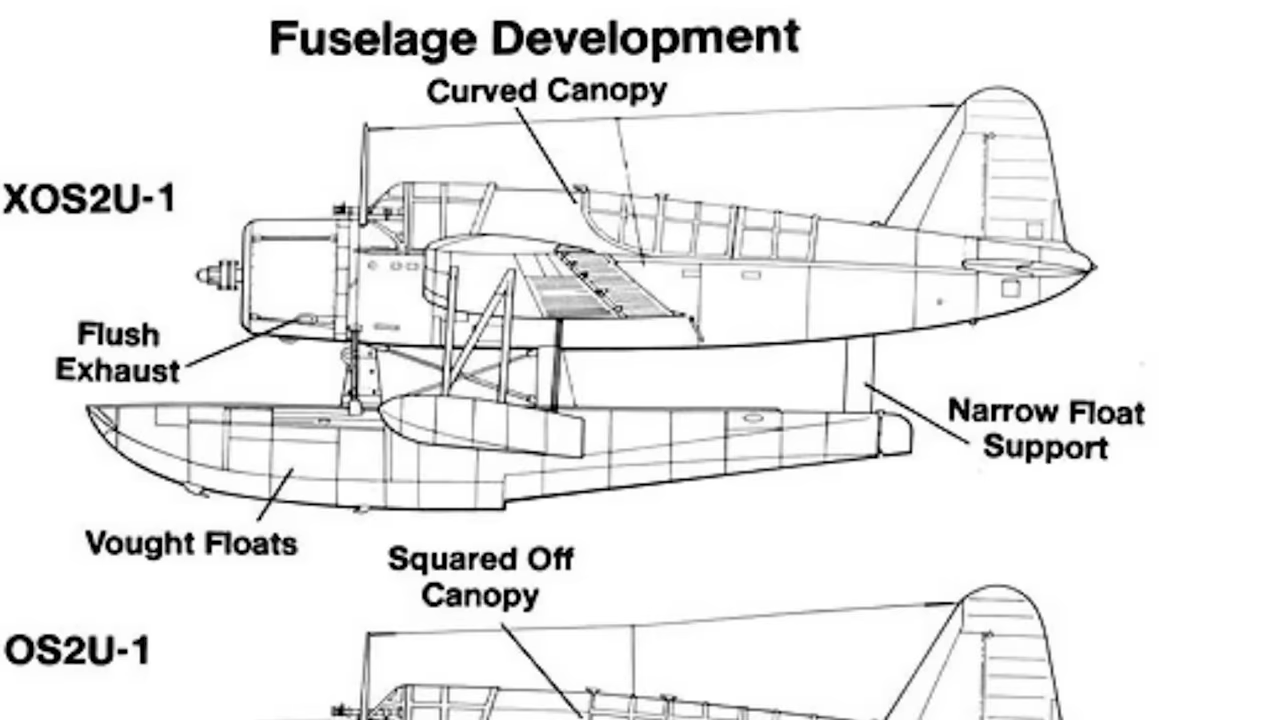 Fuselage Development
Curved Canopy
XOS2U-1
Flush
Exhaust
Narrow Float
Support
Vought Floats
Squared Off
Canopy
OS2U-1